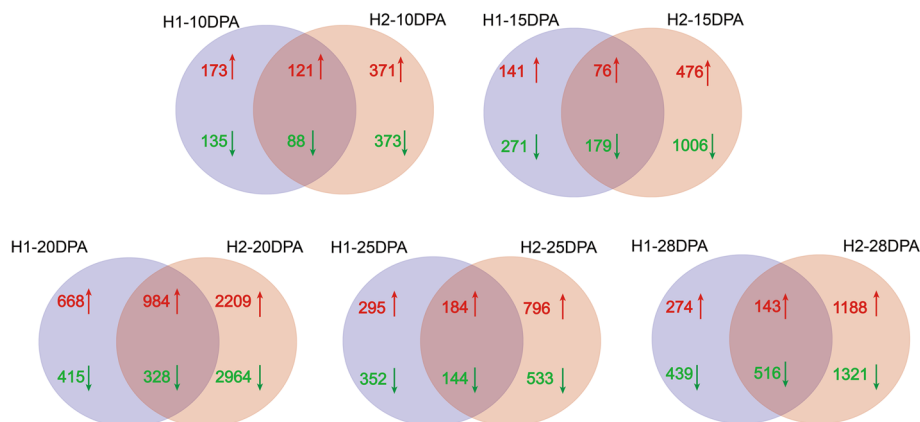 H1-10DPA H2-10DPA
173 121 371
135 88 373
H1-15DPA H2-15DPA
141 76 476
271 179 1006
H1-20DPA H2-20DPA
668 984 2209
415 328 2964
H1-25DPA H2-25DPA
295 184 796
352 144 533
H1-28DPA H2-28DPA
274 143 1188
439 516 1321